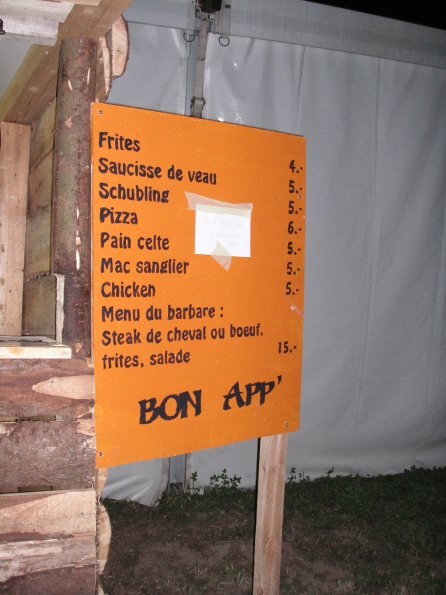 Frites 4.-
Saucisse de veau 5.-
Schubling 5.-
Pizza 6.-
Pain celte 5.-
Mac sanglier 5.-
Chicken 5.-
Menu du barbare :
Steak de cheval ou boeuf,
frites, salade 15.-
BON APP'